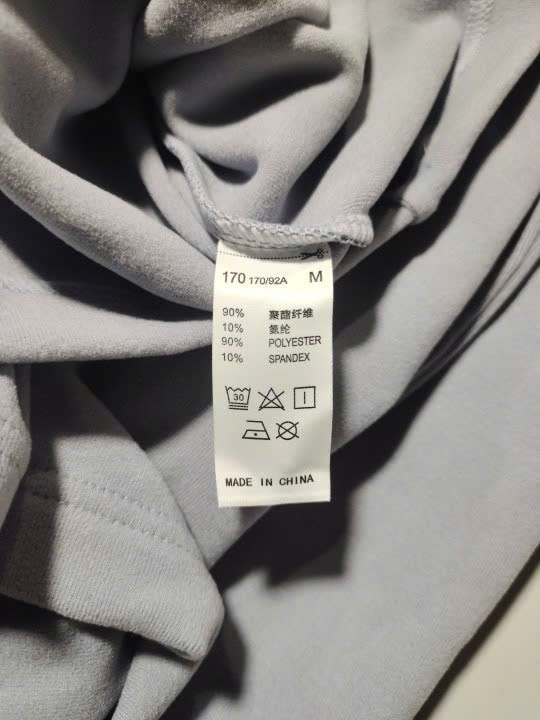 170 170/92A M
90% 聚酯纤维
10% 氨纶
90% POLYESTER
10% SPANDEX
30
MADE IN CHINA